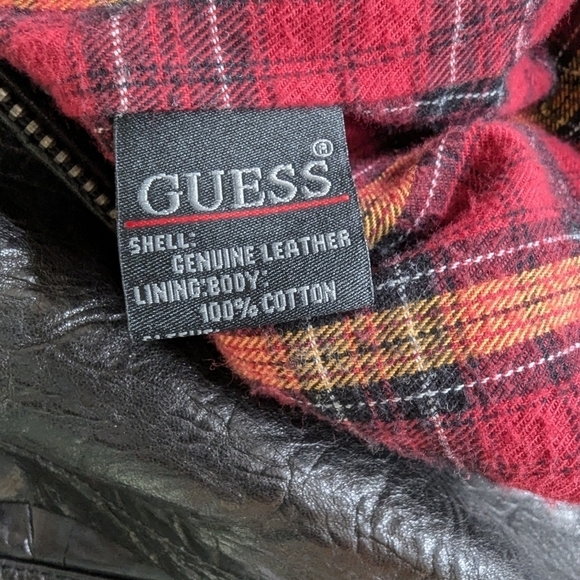 GUESS®
SHELL:
GENUINE LEATHER
LINING:BODY:
100% COTTON